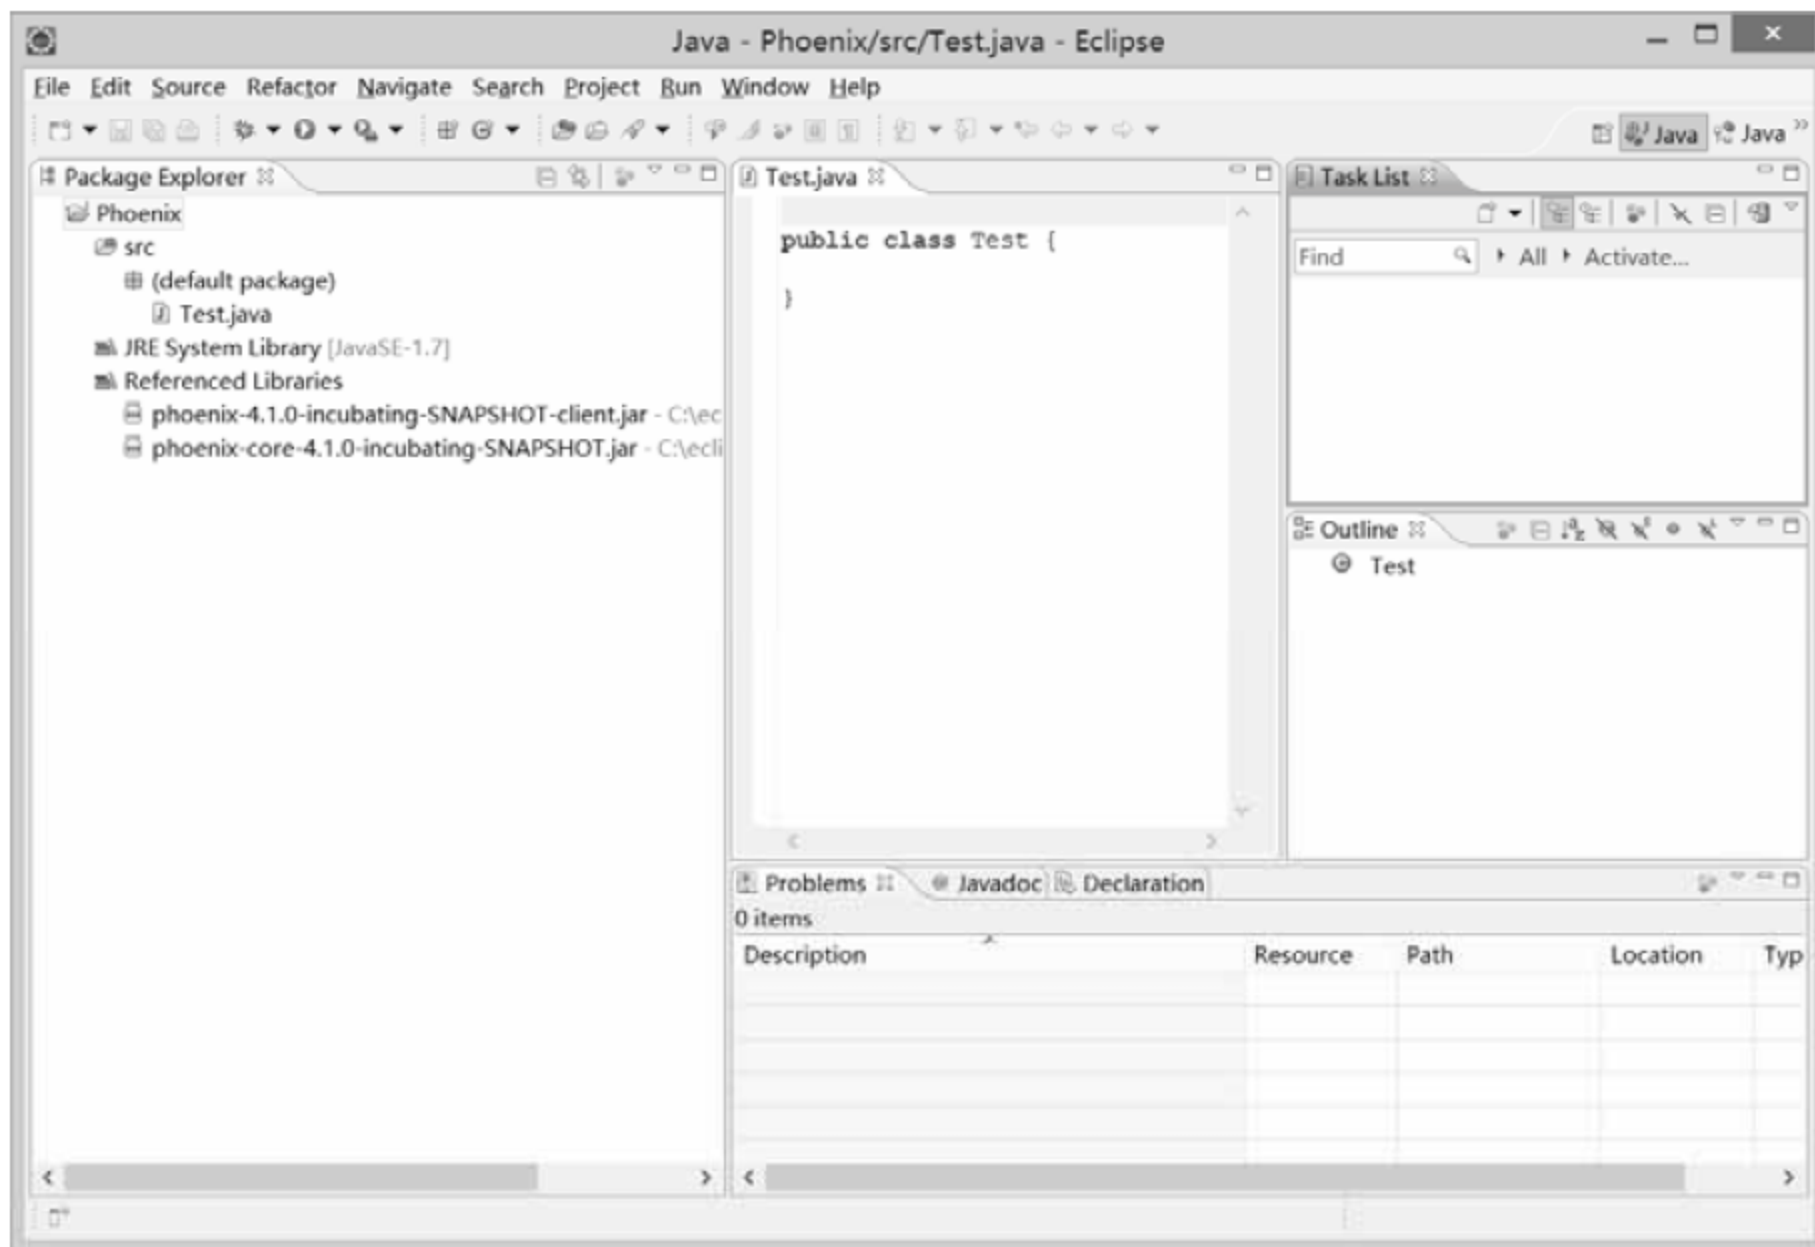 Java - Phoenix/src/Test.java - Eclipse
File Edit Source Refactor Navigate Search Project Run Window Help
Java Java
Package Explorer
Phoenix
src
(default package)
Test.java
JRE System Library [JavaSE-1.7]
Referenced Libraries
phoenix-4.1.0-incubating-SNAPSHOT-client.jar - C:\ec
phoenix-core-4.1.0-incubating-SNAPSHOT.jar - C:\ecli
Test.java
public class Test {
}
Task List
Find All Activate...
Outline
Test
Problems Javadoc Declaration
0 items
Description Resource Path Location Typ